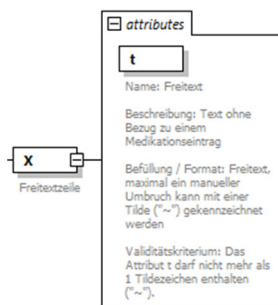 attributes
t
Name: Freitext
Beschreibung: Text ohne
Bezug zu einem
Medikationseintrag
X
Freitextzeile
Befüllung / Format: Freitext,
maximal ein manueller
Umbruch kann mit einer
Tilde ("~") gekennzeichnet
werden
Validitätskriterium: Das
Attribut t darf nicht mehr als
1 Tildezeichen enthalten
("~").